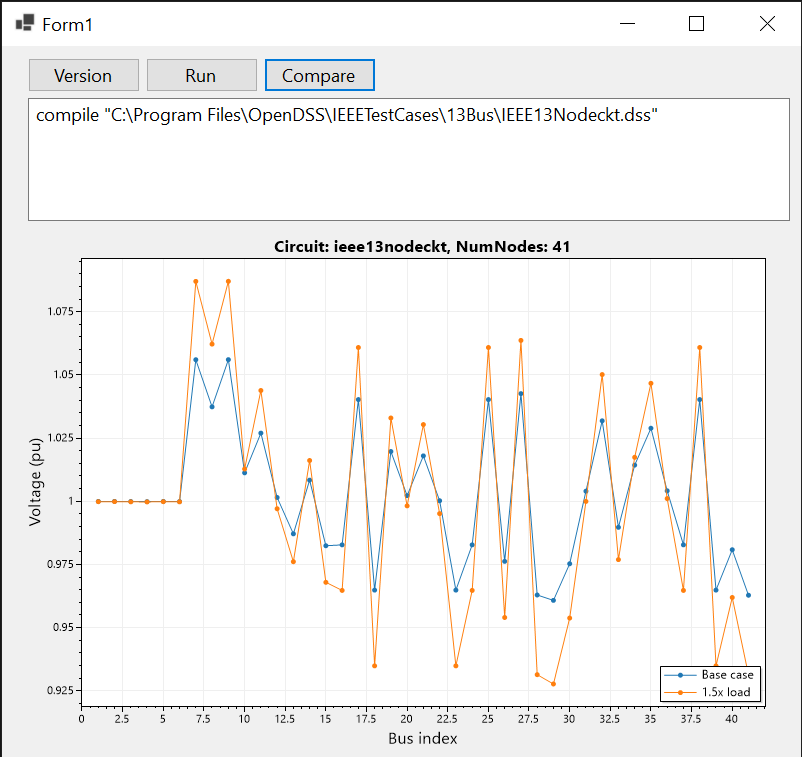 Form1
Version Run Compare
compile "C:\Program Files\OpenDSS\IEEETestCases\13Bus\IEEE13Nodeckt.dss"
Circuit: ieee13nodeckt, NumNodes: 41
Voltage (pu)
1.075
1.05
1.025
1
0.975
0.95
0.925
Base case
1.5x load
0 2.5 5 7.5 10 12.5 15 17.5 20 22.5 25 27.5 30 32.5 35 37.5 40
Bus index